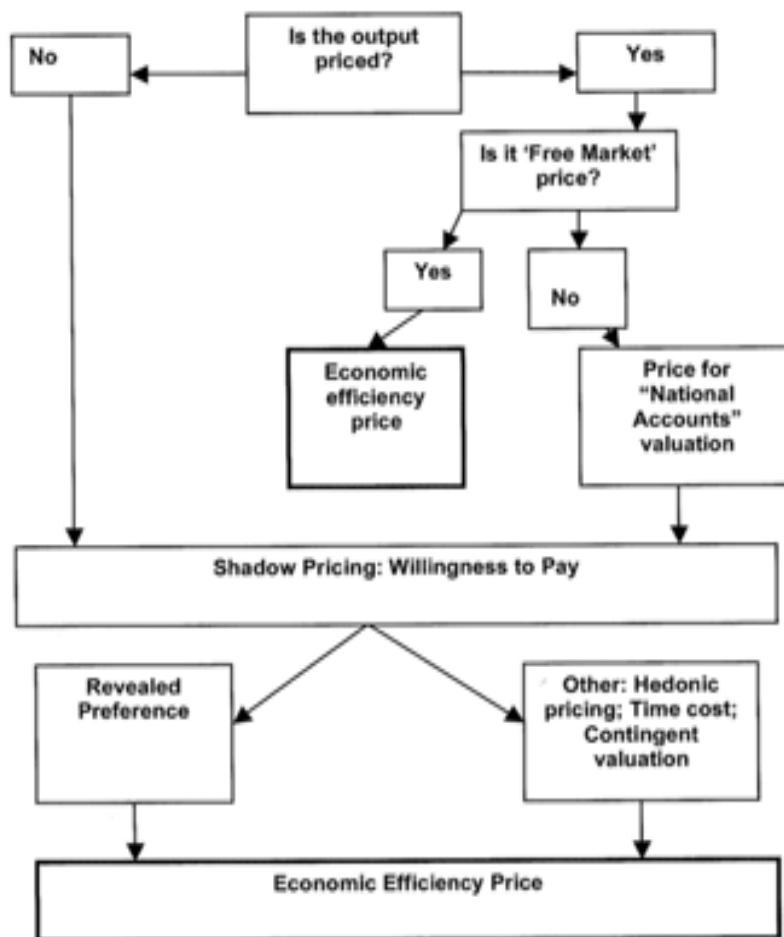 Is the output
priced?
No
Yes
Is it ‘Free Market’
price?
Yes
No
Economic
efficiency
price
Price for
“National
Accounts”
valuation
Shadow Pricing: Willingness to Pay
Revealed
Preference
Other: Hedonic
pricing; Time cost;
Contingent
valuation
Economic Efficiency Price